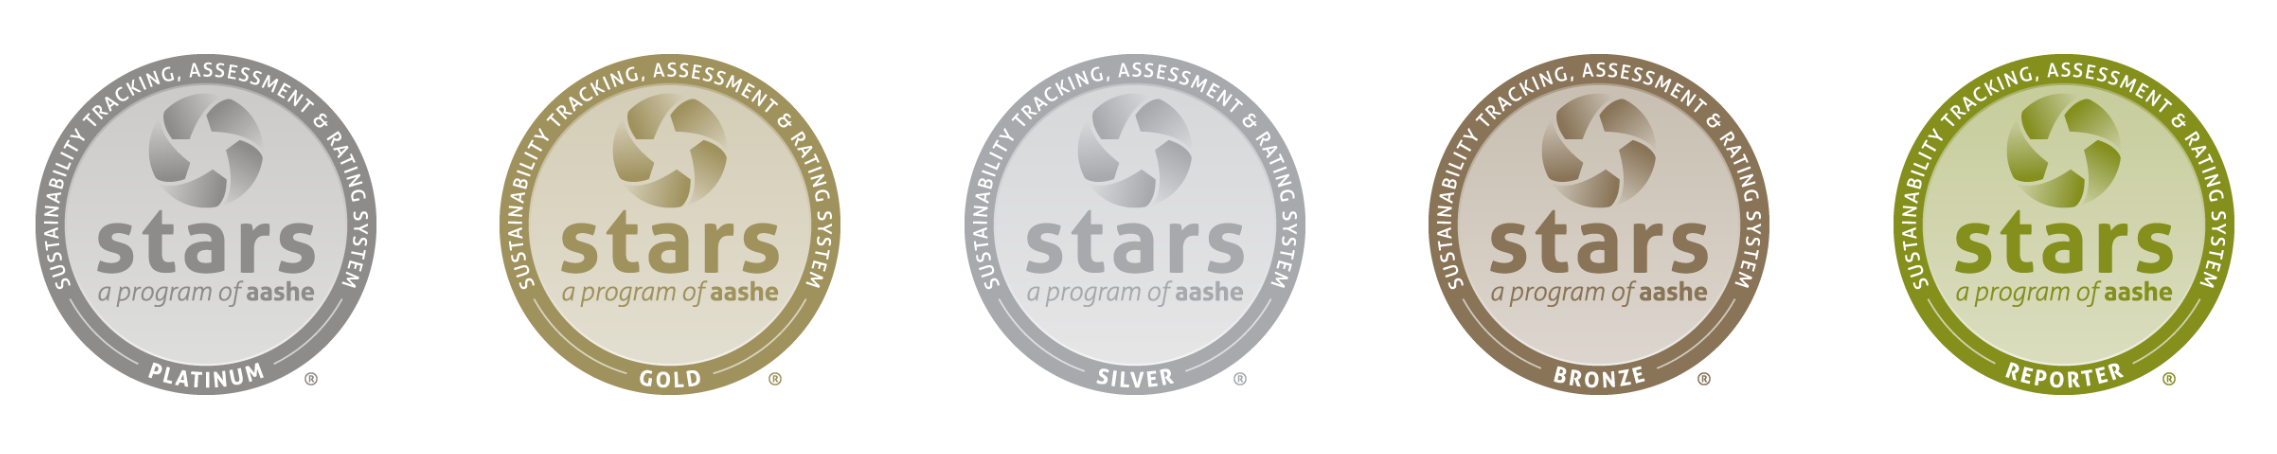 SUSTAINABILITY TRACKING, ASSESSMENT & RATING SYSTEM
stars
a program of aashe
PLATINUM
®
SUSTAINABILITY TRACKING, ASSESSMENT & RATING SYSTEM
stars
a program of aashe
GOLD
®
SUSTAINABILITY TRACKING, ASSESSMENT & RATING SYSTEM
stars
a program of aashe
SILVER
®
SUSTAINABILITY TRACKING, ASSESSMENT & RATING SYSTEM
stars
a program of aashe
BRONZE
®
SUSTAINABILITY TRACKING, ASSESSMENT & RATING SYSTEM
stars
a program of aashe
REPORTER
®